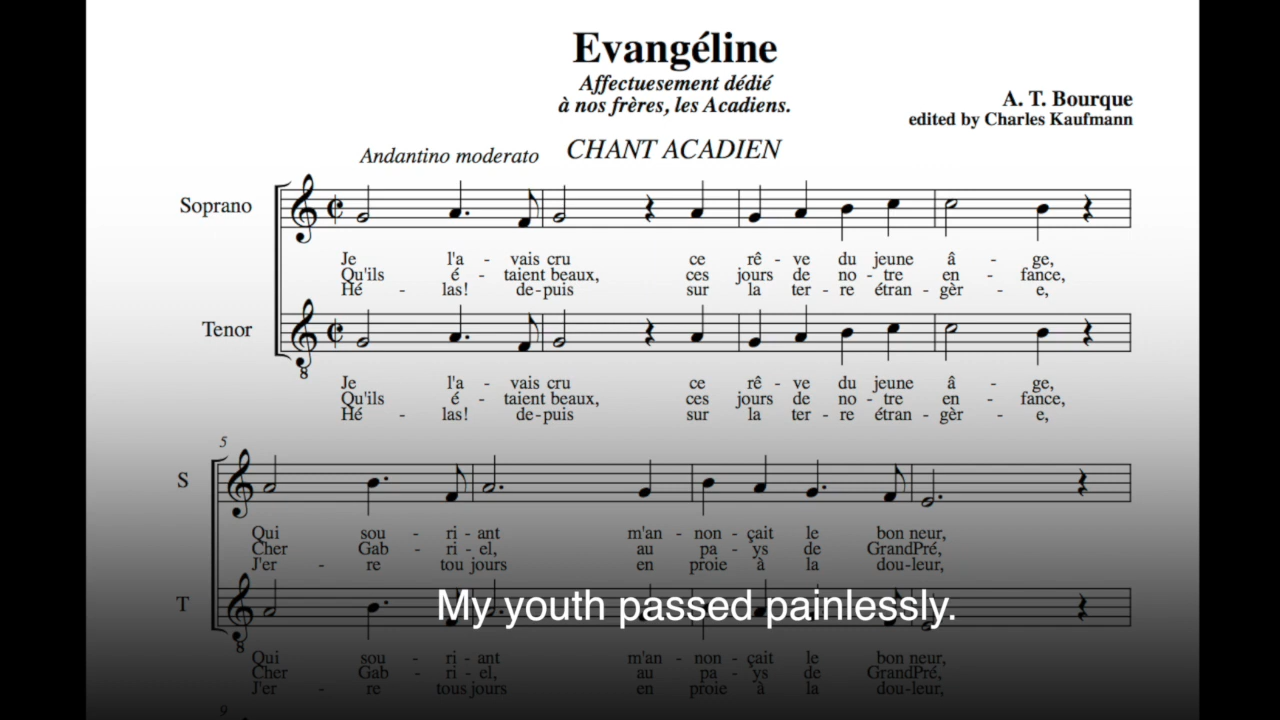 Evangéline
Affectuesement dédié
à nos frères, les Acadiens.
A. T. Bourque
edited by Charles Kaufmann
Andantino moderato
CHANT ACADIEN
Soprano
Je l'a - vais cru ce rê - ve du jeune â - ge,
Qu'ils é - taient beaux, ces jours de no - tre en - fance,
Hé - las! de-puis sur la ter - re étran - gèr - e,
Tenor
8
Je l'a - vais cru ce rê - ve du jeune â - ge,
Qu'ils é - taient beaux, ces jours de no - tre en - fance,
Hé - las! de-puis sur la ter - re étran - gèr - e,
5
S
Qui sou - ri - ant m'an - non - çait le bon neur,
Cher Gab - ri - el, au pa - ys de GrandPré,
J'er - re tou jours en proie à la dou-leur,
T
My youth passed painlessly.
8
Qui sou - ri - ant m'an - non - çait le bon neur,
Cher Gab - ri - el, au pa - ys de GrandPré,
J'er - re tous jours en proie à la dou-leur,
9